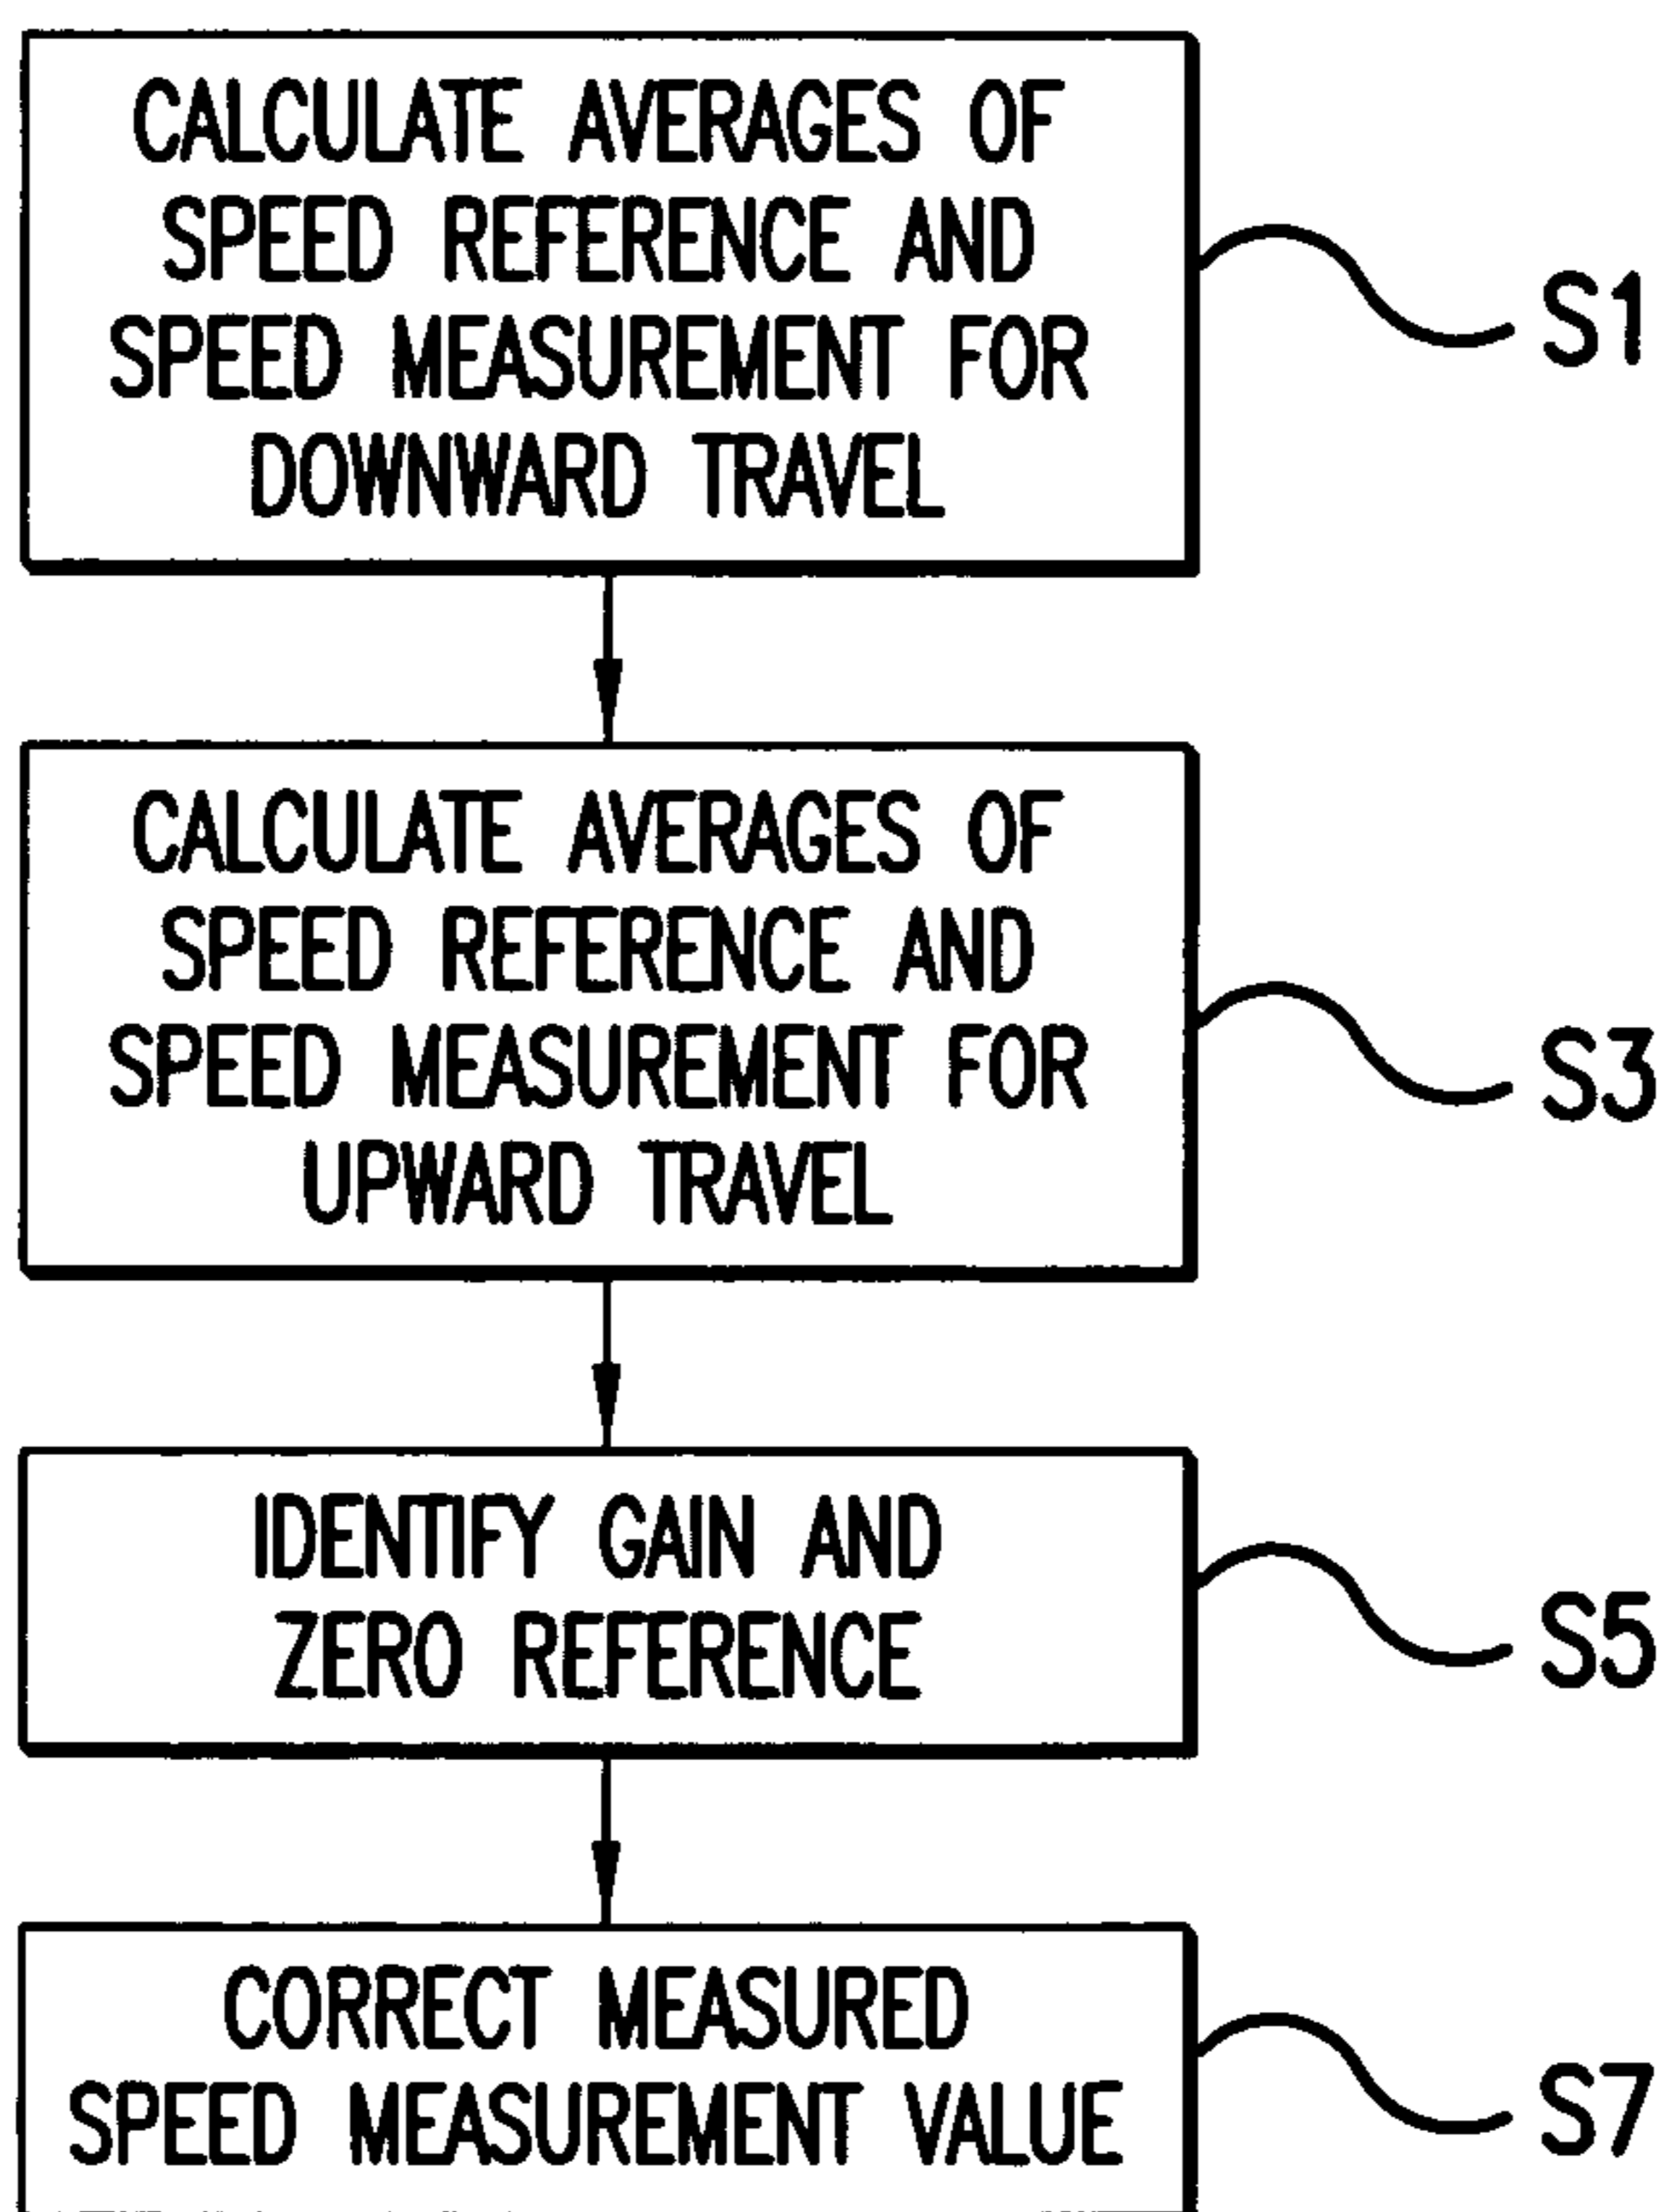 CALCULATE AVERAGES OF
SPEED REFERENCE AND
SPEED MEASUREMENT FOR
DOWNWARD TRAVEL
S1
CALCULATE AVERAGES OF
SPEED REFERENCE AND
SPEED MEASUREMENT FOR
UPWARD TRAVEL
S3
IDENTIFY GAIN AND
ZERO REFERENCE
S5
CORRECT MEASURED
SPEED MEASUREMENT VALUE
S7